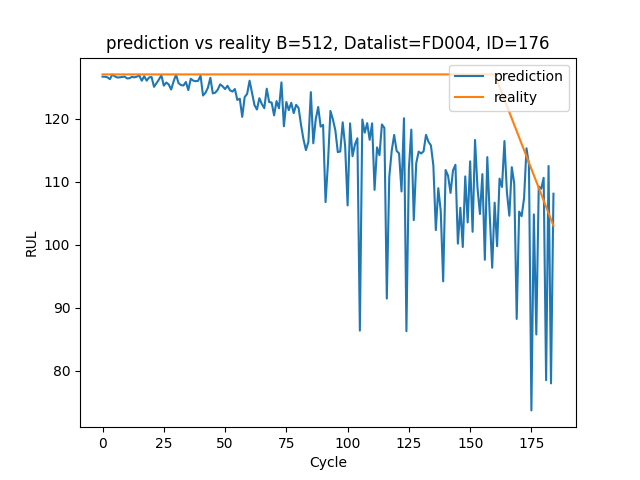 prediction vs reality B=512, Datalist=FD004, ID=176
prediction
reality
RUL
120
110
100
90
80
0 25 50 75 100 125 150 175
Cycle